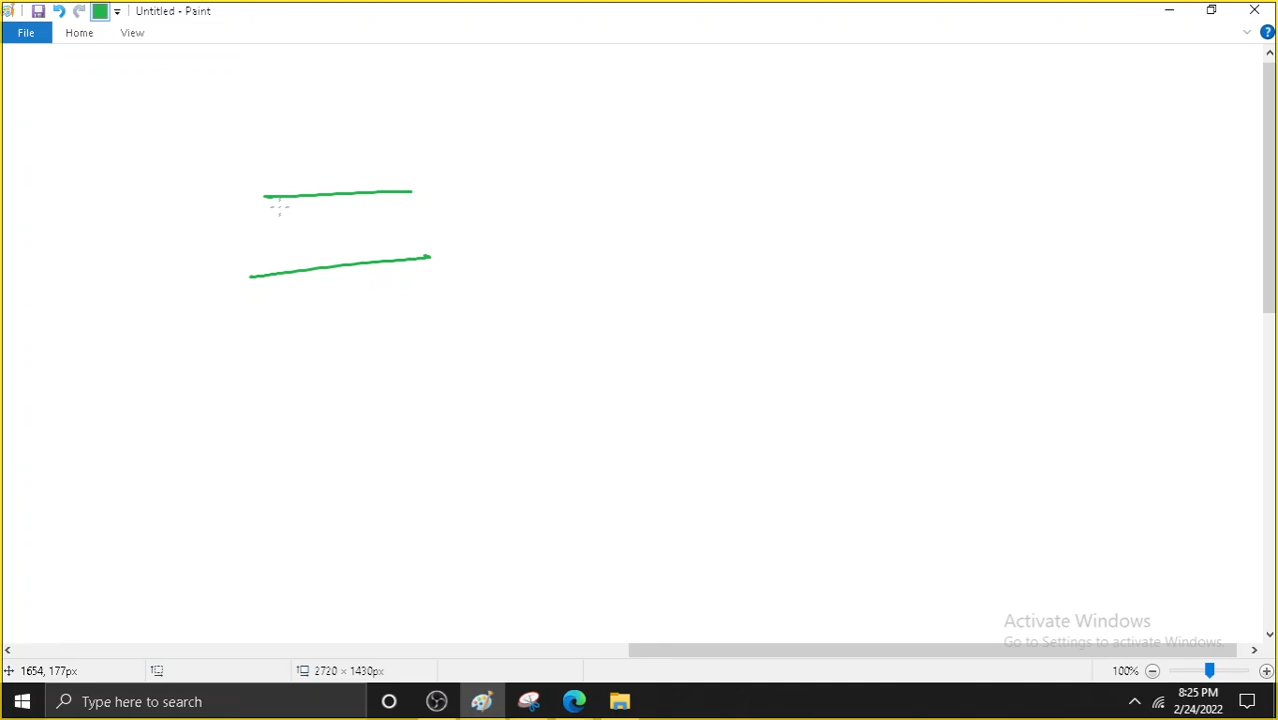 Untitled - Paint
File Home View
Activate Windows
Go to Settings to activate Windows.
1654, 177px 2720 × 1430px 100%
Type here to search
8:25 PM
2/24/2022